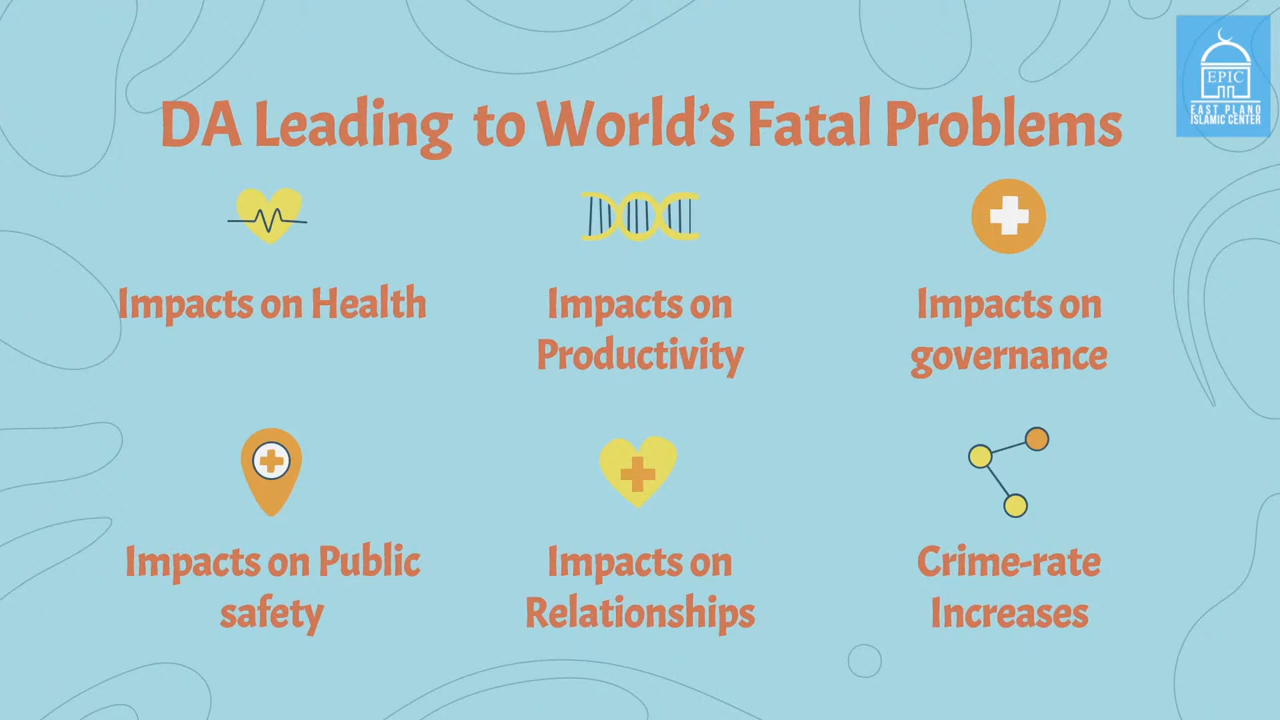 EPIC
EAST PLANO
ISLAMIC CENTER
DA Leading to World's Fatal Problems
Impacts on Health
Impacts on
Productivity
Impacts on
governance
Impacts on Public
safety
Impacts on
Relationships
Crime-rate
Increases